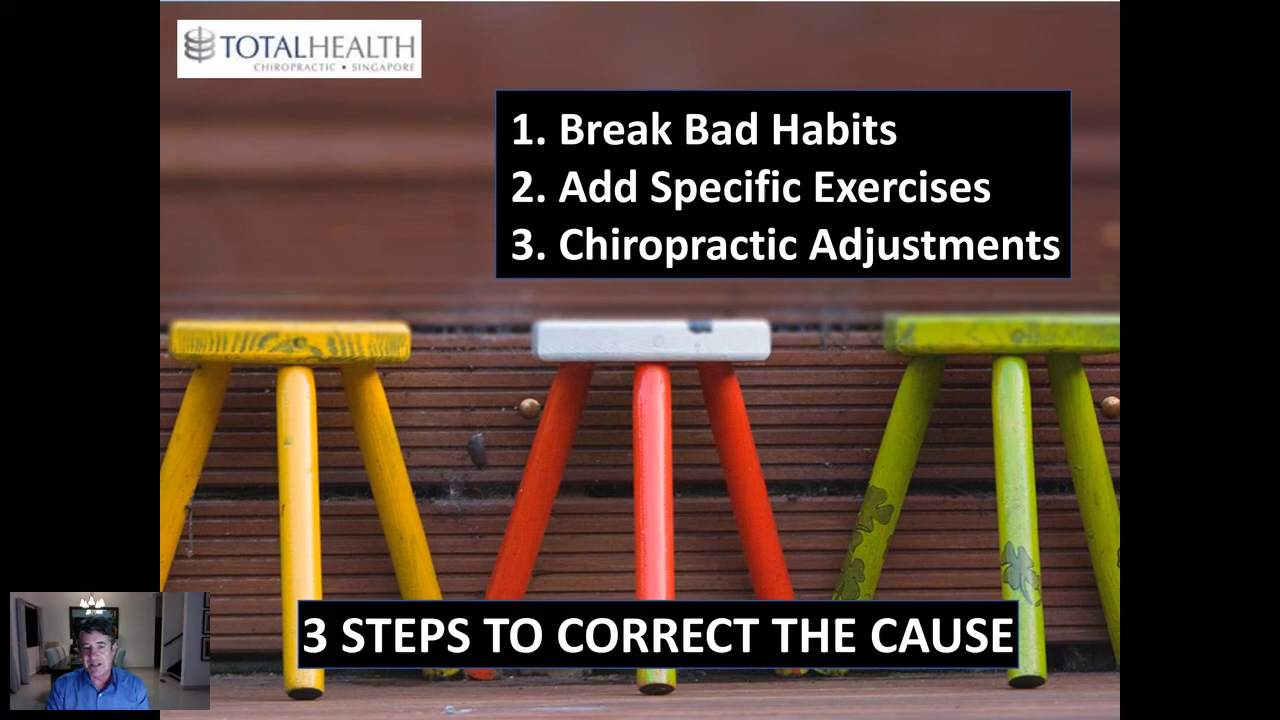 TOTALHEALTH
CHIROPRACTIC • SINGAPORE
1. Break Bad Habits
2. Add Specific Exercises
3. Chiropractic Adjustments
3 STEPS TO CORRECT THE CAUSE